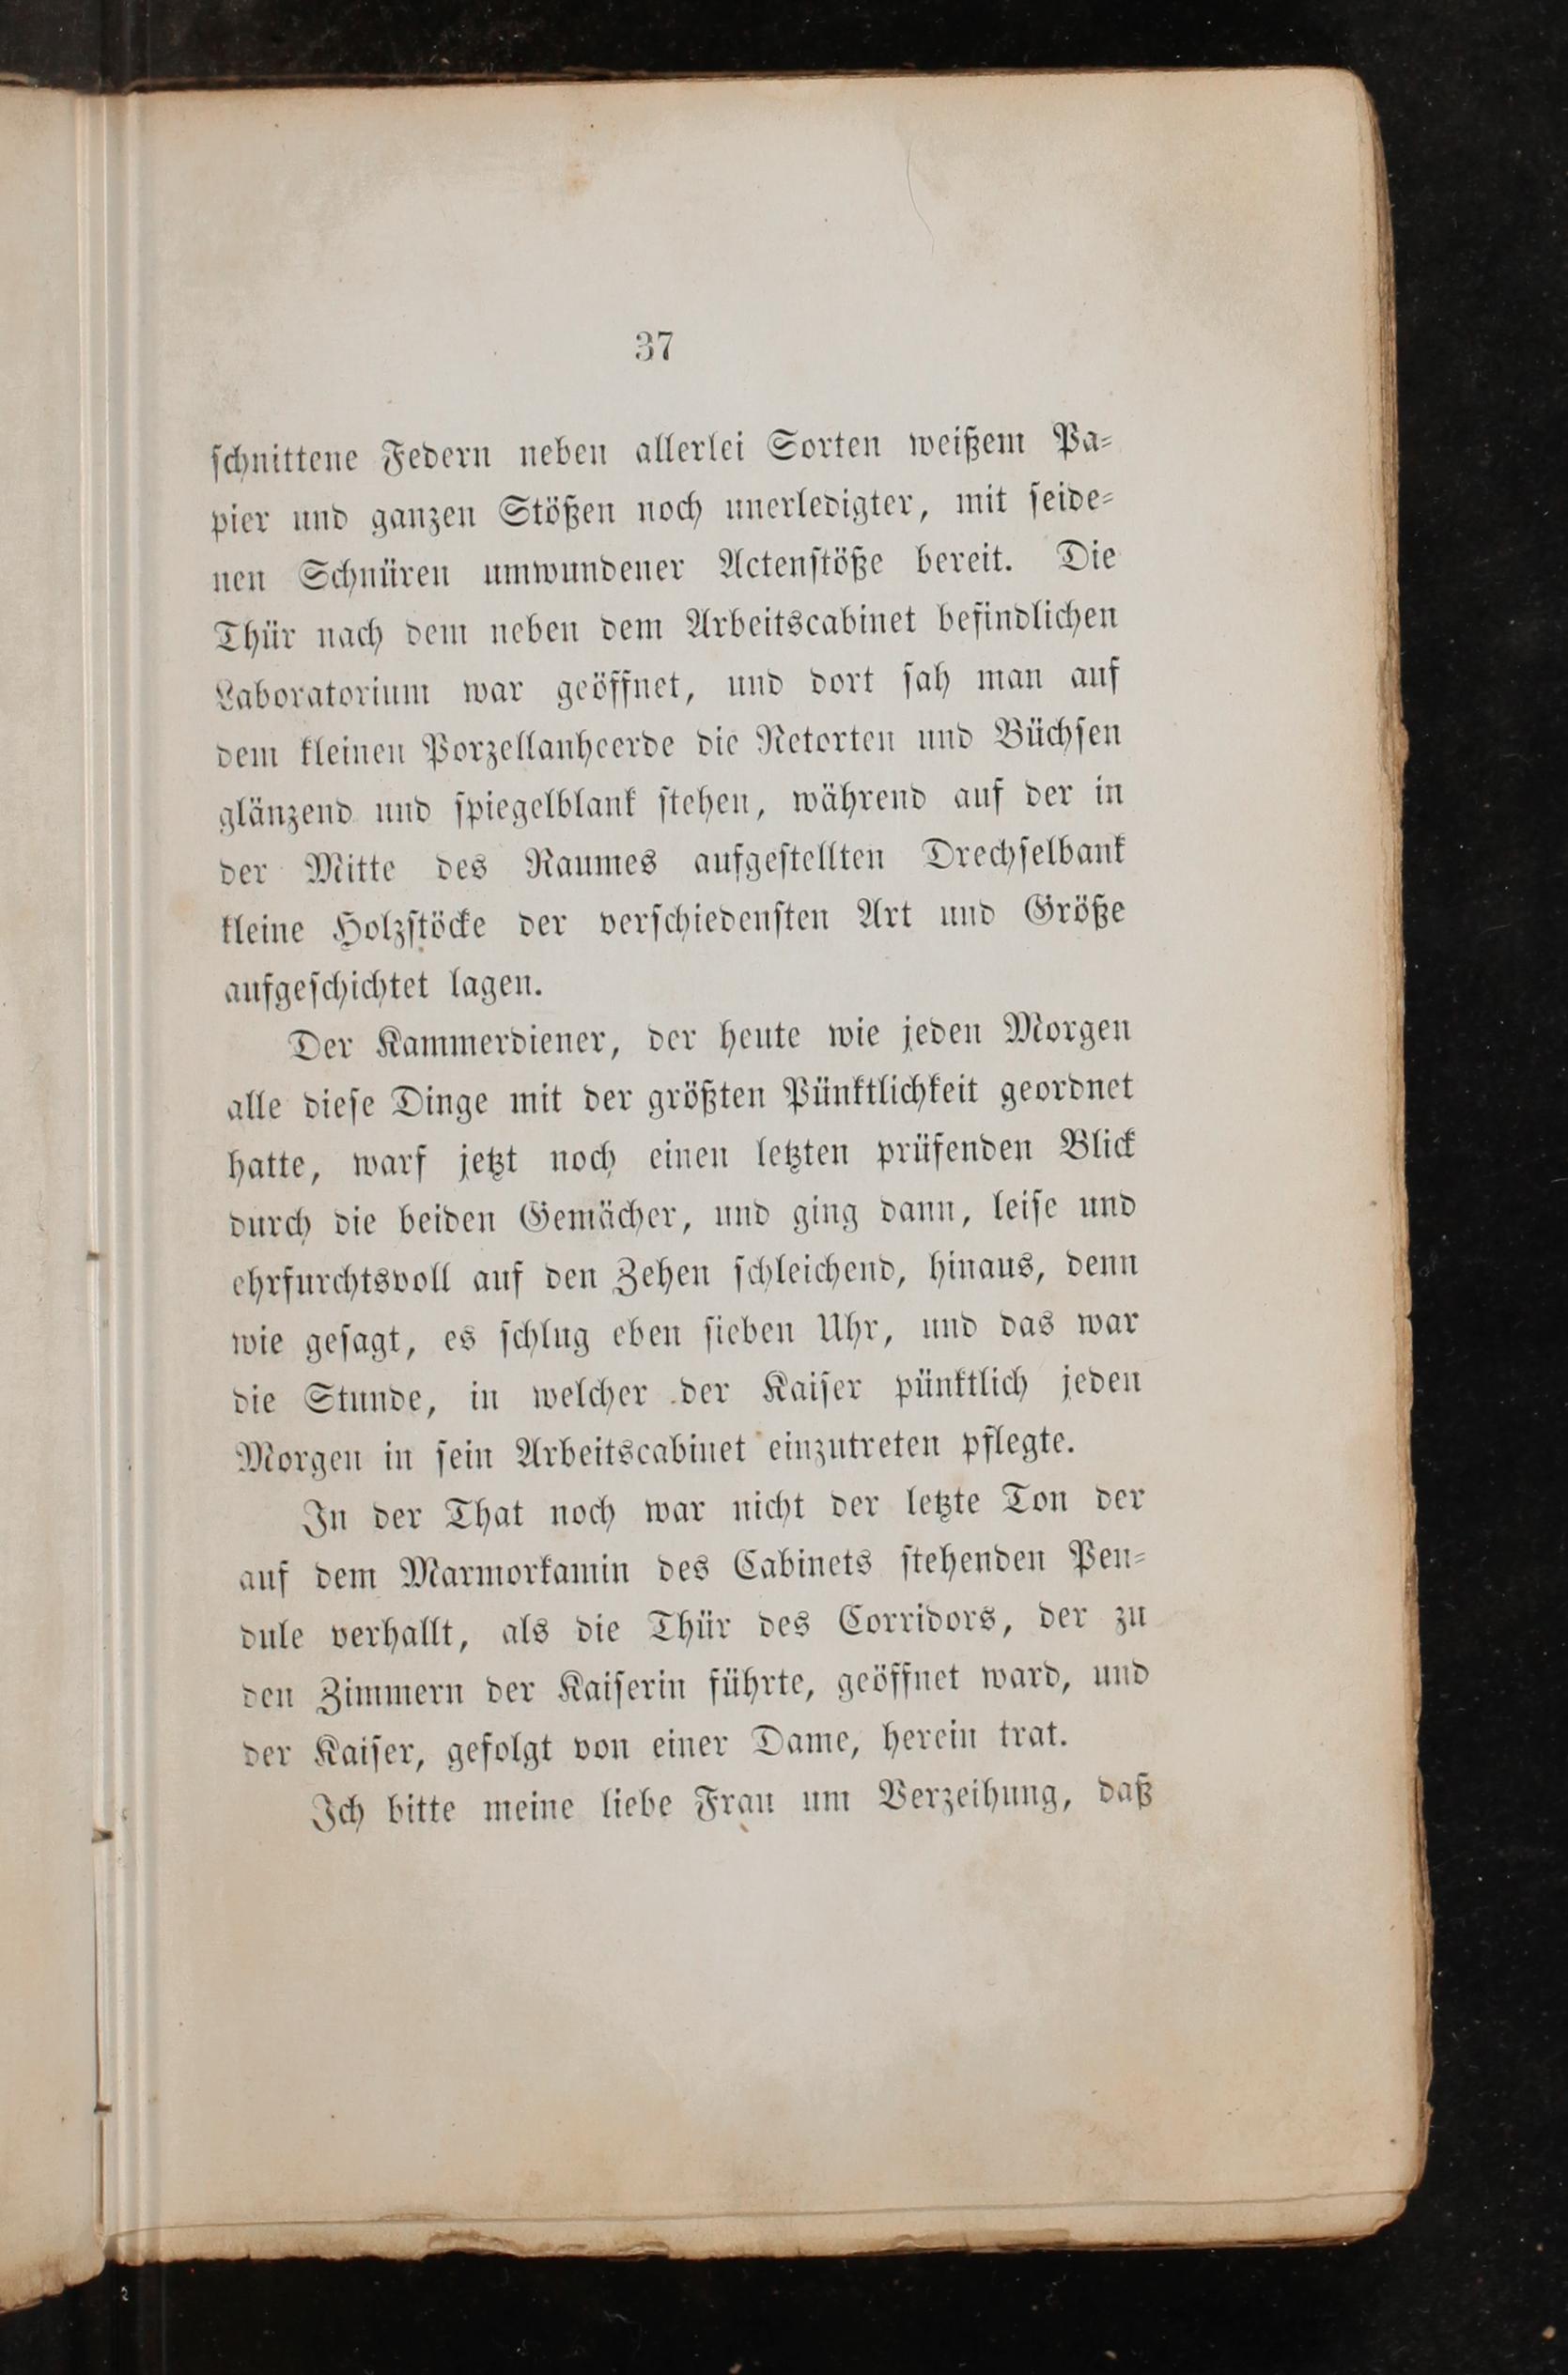 37
schnittene Federn neben allerlei Sorten weißem Pa-
pier und ganzen Stößen noch unerledigter, mit seide-
nen Schnüren umwundener Actenstöße bereit. Die
Thür nach dem neben dem Arbeitscabinet befindlichen
Laboratorium war geöffnet, und dort sah man auf
dem kleinen Porzellanheerde die Retorten und Büchsen
glänzend und spiegelblank stehen, während auf der in
der Mitte des Raumes aufgestellten Drechselbank
kleine Holzstöcke der verschiedensten Art und Größe
aufgeschichtet lagen.
Der Kammerdiener, der heute wie jeden Morgen
alle diese Dinge mit der größten Pünktlichkeit geordnet
hatte, warf jetzt noch einen letzten prüfenden Blick
durch die beiden Gemächer, und ging dann, leise und
ehrfurchtsvoll auf den Zehen schleichend, hinaus, denn
wie gesagt, es schlug eben sieben Uhr, und das war
die Stunde, in welcher der Kaiser pünktlich jeden
Morgen in sein Arbeitscabinet einzutreten pflegte.
In der That noch war nicht der letzte Ton der
auf dem Marmorkamin des Cabinets stehenden Pen-
dule verhallt, als die Thür des Corridors, der zu
den Zimmern der Kaiserin führte, geöffnet ward, und
der Kaiser, gefolgt von einer Dame, herein trat.
Ich bitte meine liebe Frau um Verzeihung, daß